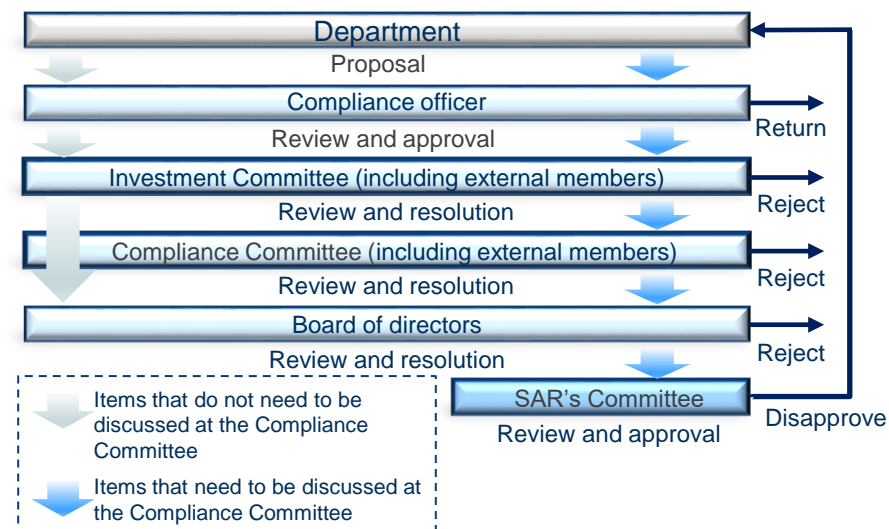 Department
Proposal
Compliance officer
Return
Review and approval
Investment Committee (including external members)
Reject
Review and resolution
Compliance Committee (including external members)
Reject
Review and resolution
Board of directors
Reject
Review and resolution
SAR's Committee
Disapprove
Review and approval
Items that do not need to be
discussed at the Compliance
Committee
Items that need to be discussed at
the Compliance Committee